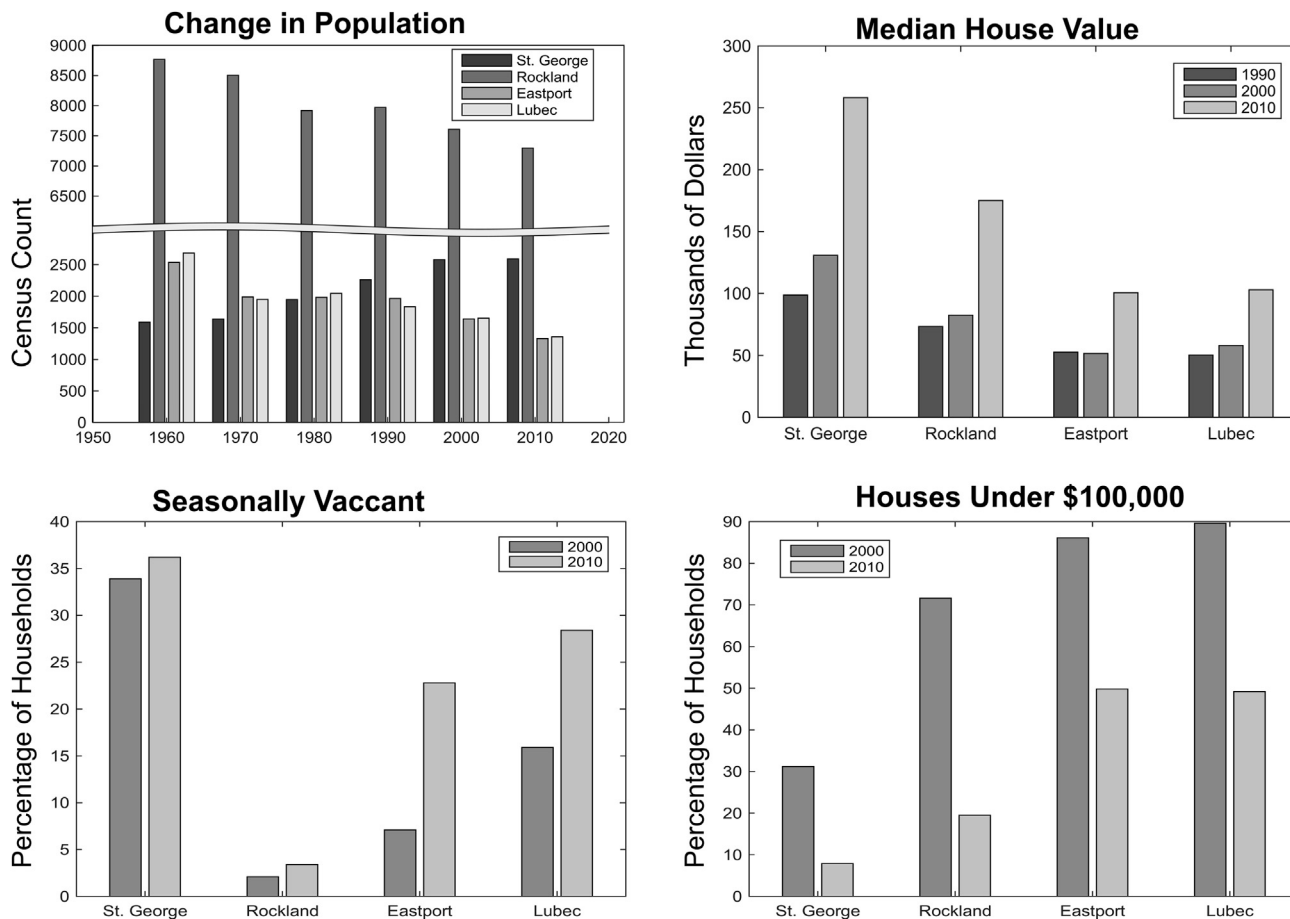 Change in Population
Census Count
9000
8500
8000
7500
7000
6500
2500
2000
1500
1000
500
0
1950 1960 1970 1980 1990 2000 2010 2020
St. George
Rockland
Eastport
Lubec
Median House Value
Thousands of Dollars
300
250
200
150
100
50
0
St. George Rockland Eastport Lubec
1990
2000
2010
Seasonally Vaccant
Percentage of Households
40
35
30
25
20
15
10
5
0
St. George Rockland Eastport Lubec
2000
2010
Houses Under $100,000
Percentage of Households
90
80
70
60
50
40
30
20
10
0
St. George Rockland Eastport Lubec
2000
2010